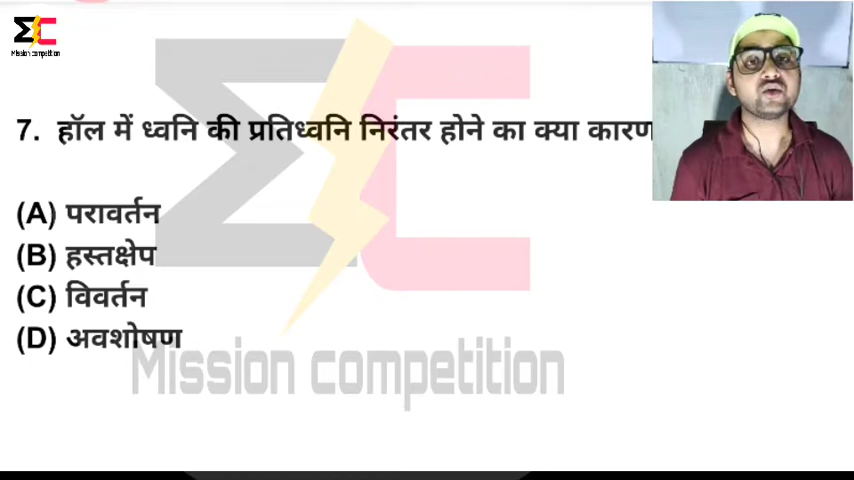 Mission competition
7. हॉल में ध्वनि की प्रतिध्वनि निरंतर होने का क्या कारण
(A) परावर्तन
(B) हस्तक्षेप
(C) विवर्तन
(D) अवशोषण
Mission competition